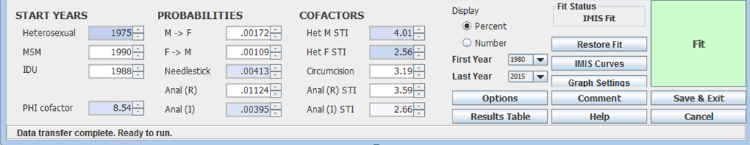 START YEARS PROBABILITIES COFACTORS Display Fit Status
Heterosexual 1975 M -> F .00172 Het M STI 4.01 Percent IMIS Fit
MSM 1990 F -> M .00109 Het F STI 2.56 Number Restore Fit Fit
IDU 1988 Needlestick .00413 Circumcision 3.19 First Year 1980 IMIS Curves
Anal (R) .01124 Anal (R) STI 3.59 Last Year 2015 Graph Settings
PHI cofactor 8.54 Anal (I) .00395 Anal (I) STI 2.66 Options Comment Save & Exit
Results Table Help Cancel
Data transfer complete. Ready to run.